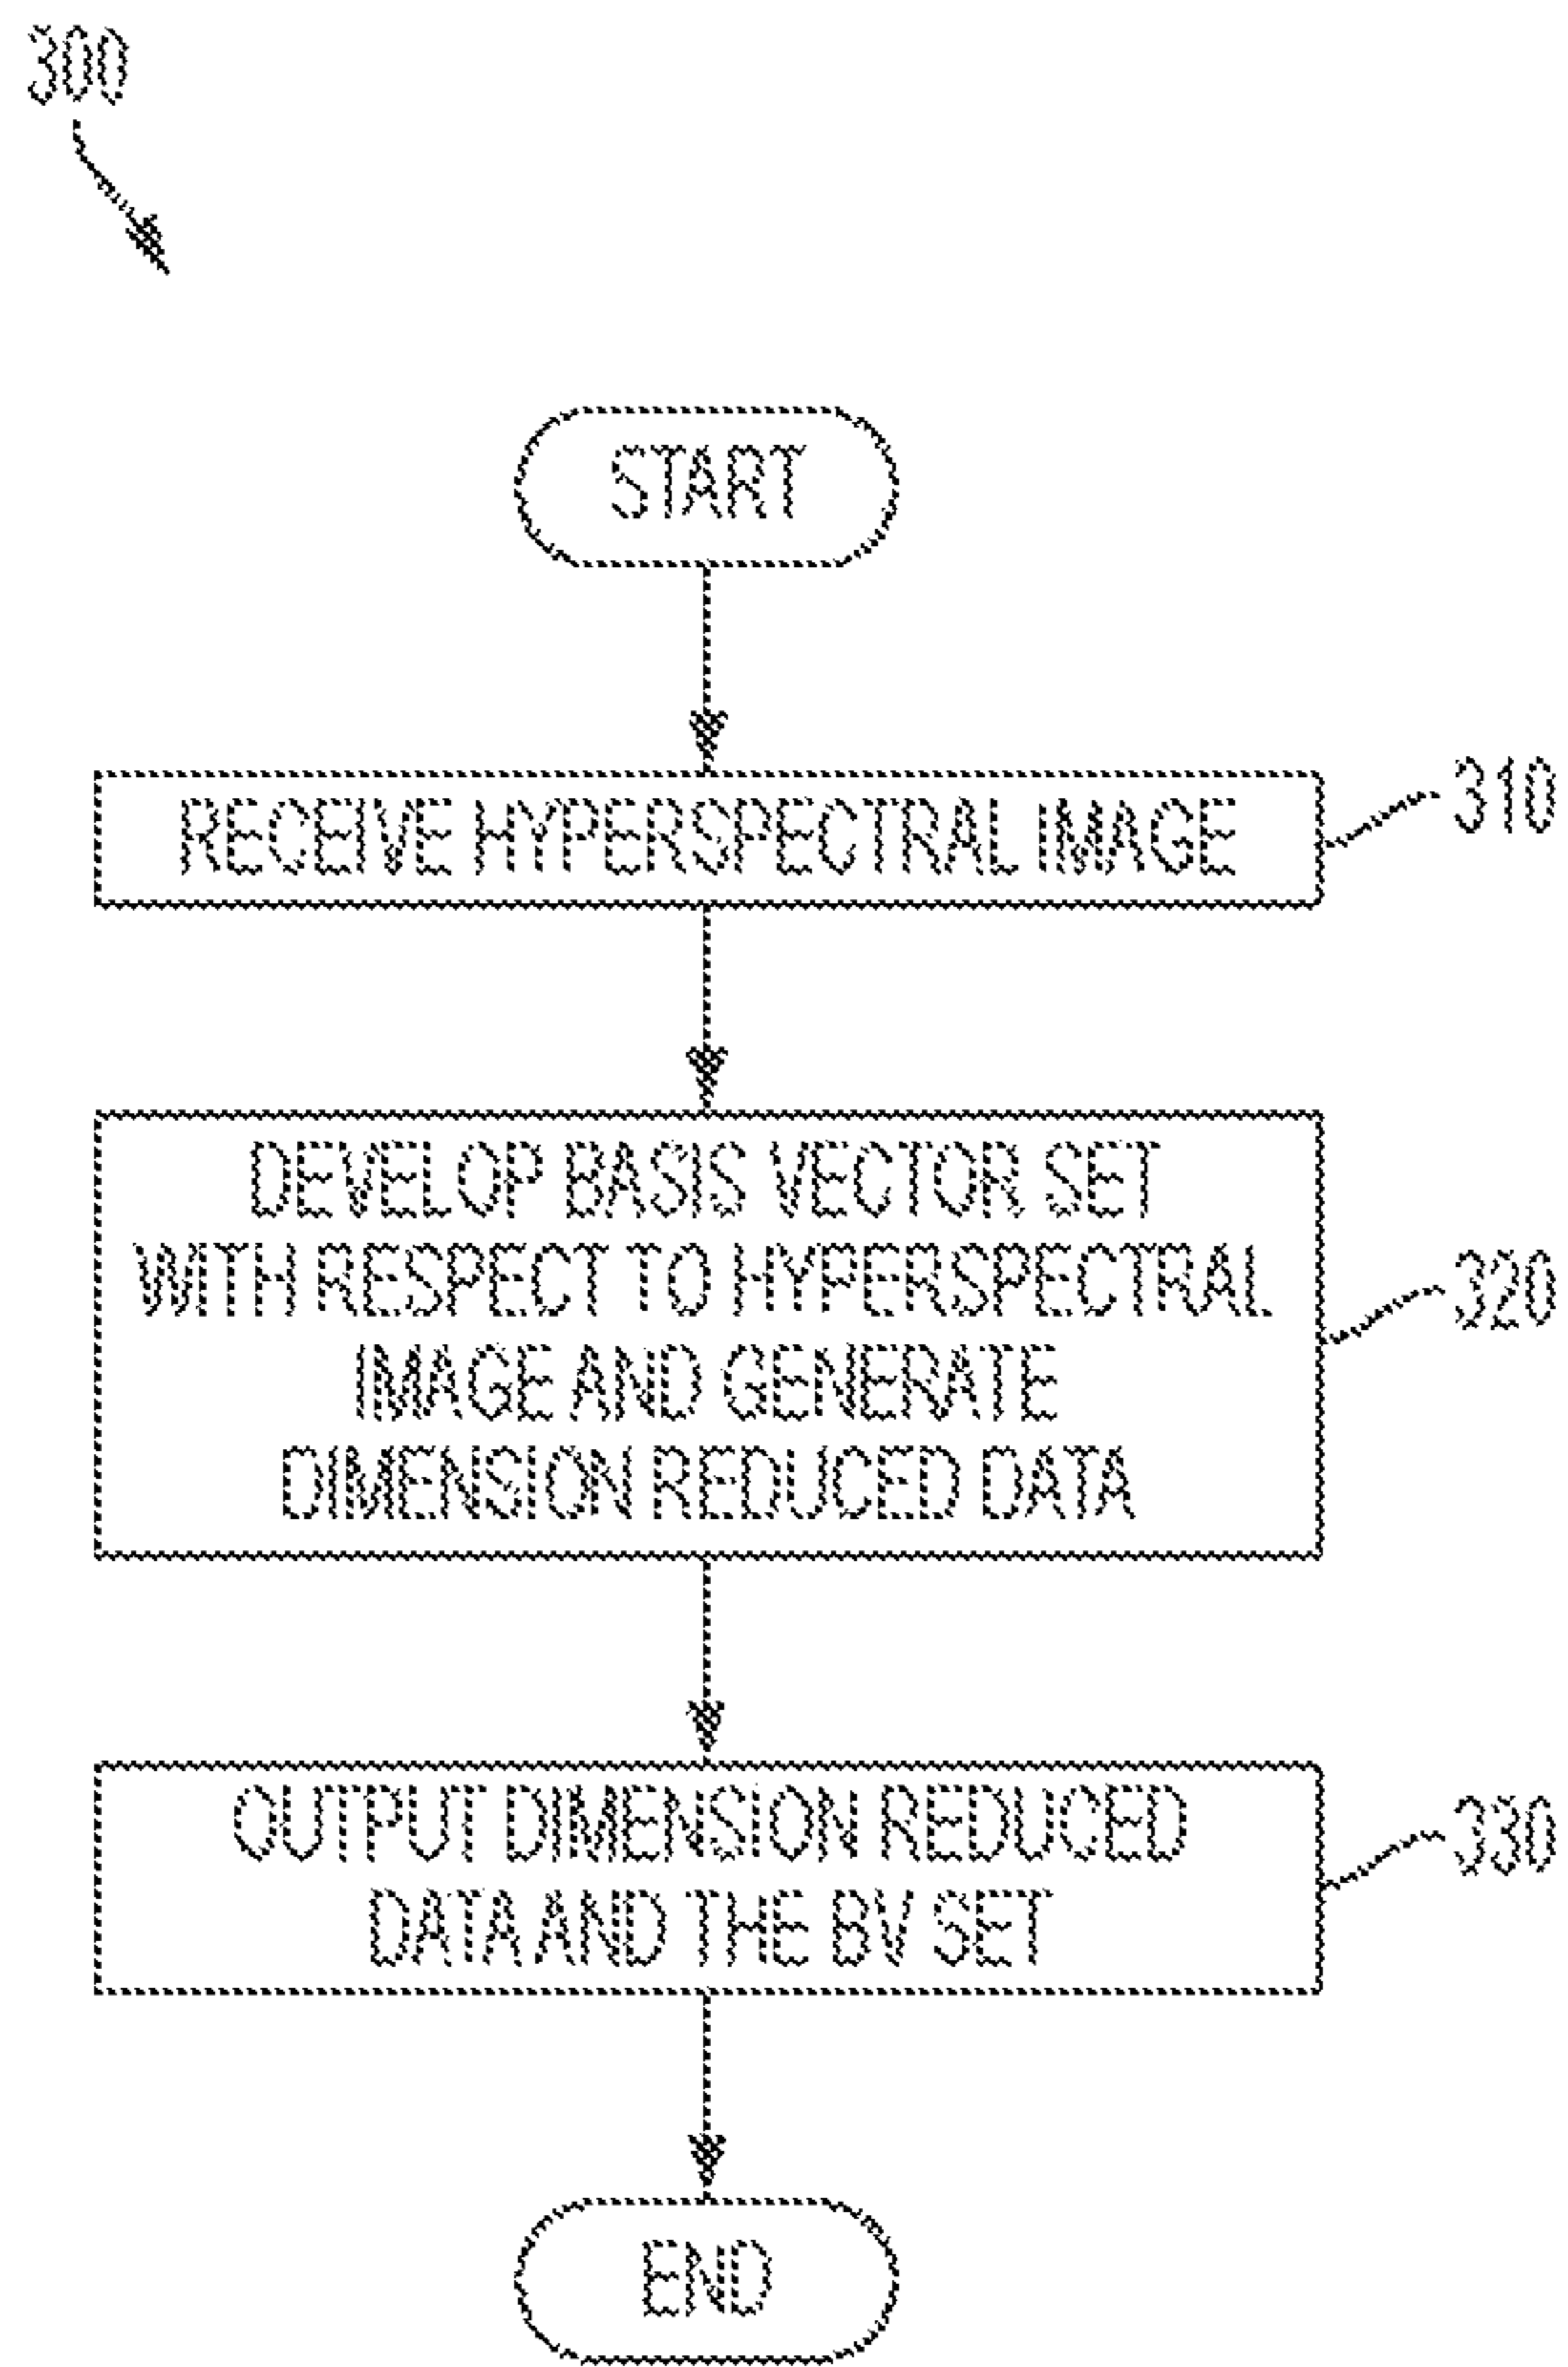 300
START
RECEIVE HYPERSPECTRAL IMAGE
310
DEVELOP BASIS VECTOR SET
WITH RESPECT TO HYPERSPECTRAL
IMAGE AND GENERATE
DIMENSION REDUCED DATA
320
OUTPUT DIMENSION REDUCED
DATA AND THE BV SET
330
END